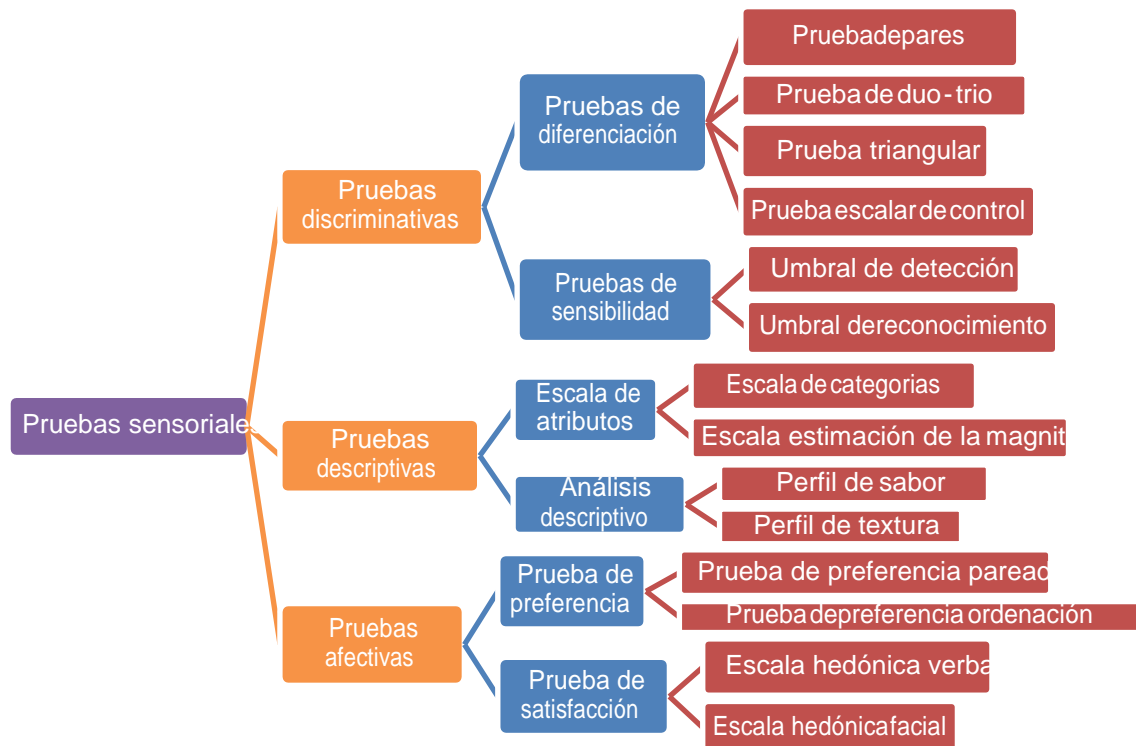 Pruebas sensoriales
Pruebas
discriminativas
Pruebas de
diferenciación
Pruebadepares
Prueba de duo - trio
Prueba triangular
Prueba escalar de control
Pruebas de
sensibilidad
Umbral de detección
Umbral dereconocimiento
Pruebas
descriptivas
Escala de
atributos
Escala de categorias
Escala estimación de la magnit
Análisis
descriptivo
Perfil de sabor
Perfil de textura
Pruebas
afectivas
Prueba de
preferencia
Prueba de preferencia paread
Prueba depreferencia ordenación
Prueba de
satisfacción
Escala hedónica verba
Escala hedónica facial